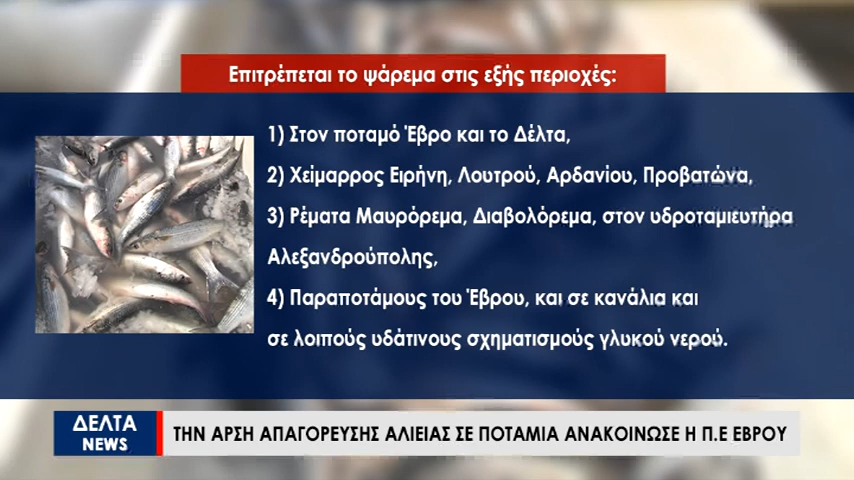 Επιτρέπεται το ψάρεμα στις εξής περιοχές:
1) Στον ποταμό Έβρο και το Δέλτα,
2) Χείμαρρος Ειρήνη, Λουτρού, Αρδανίου, Προβατώνα,
3) Ρέματα Μαυρόρεμα, Διαβολόρεμα, στον υδροταμιευτήρα
Αλεξανδρούπολης,
4) Παραποτάμους του Έβρου, και σε κανάλια και
σε λοιπούς υδάτινους σχηματισμούς γλυκού νερού.
ΔΕΛΤΑ
NEWS
ΤΗΝ ΑΡΣΗ ΑΠΑΓΟΡΕΥΣΗΣ ΑΛΙΕΙΑΣ ΣΕ ΠΟΤΑΜΙΑ ΑΝΑΚΟΙΝΩΣΕ Η Π.Ε ΕΒΡΟΥ